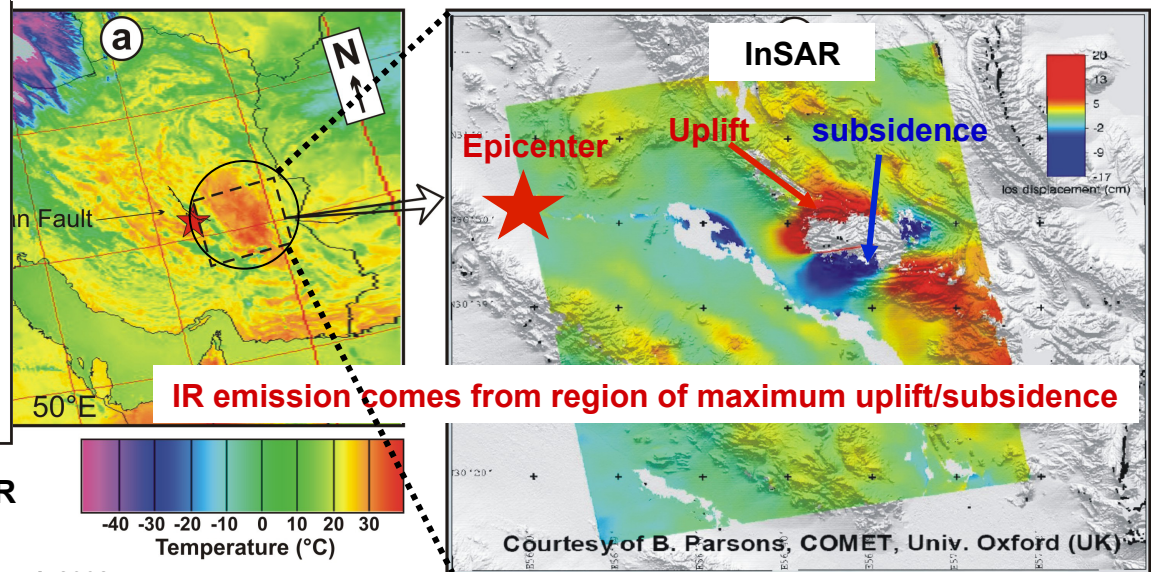 a
N
n Fault
50°E
R
-40 -30 -20 -10 0 10 20 30
Temperature (°C)
InSAR
Epicenter
Uplift
subsidence
20
13
5
-2
-9
-17
los displacement (cm)
IR emission comes from region of maximum uplift/subsidence
N30°20'
Courtesy of B. Parsons, COMET, Univ. Oxford (UK)